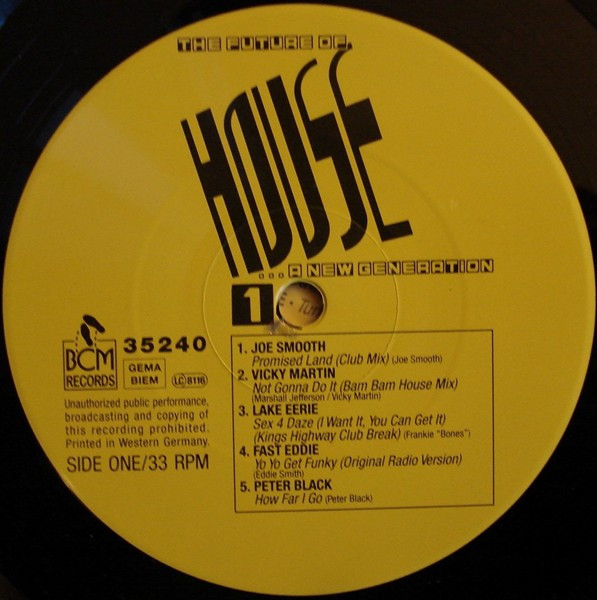 THE FUTURE OF
HOUSE
...A NEW GENERATION
1
BCM
RECORDS
35240
GEMA
BIEM
LC 8116
Unauthorized public performance,
broadcasting and copying of
this recording prohibited.
Printed in Western Germany.
SIDE ONE/33 RPM
1. JOE SMOOTH
Promised Land (Club Mix) (Joe Smooth)
2. VICKY MARTIN
Not Gonna Do It (Bam Bam House Mix)
(Marshall Jefferson / Vicky Martin)
3. LAKE EERIE
Sex 4 Daze (I Want It, You Can Get It)
(Kings Highway Club Break) (Frankie "Bones")
4. FAST EDDIE
Yo Yo Get Funky (Original Radio Version)
(Eddie Smith)
5. PETER BLACK
How Far I Go (Peter Black)